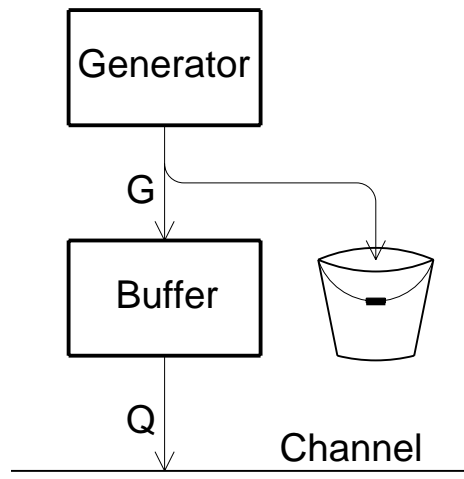 Generator
G
Buffer
Q
Channel